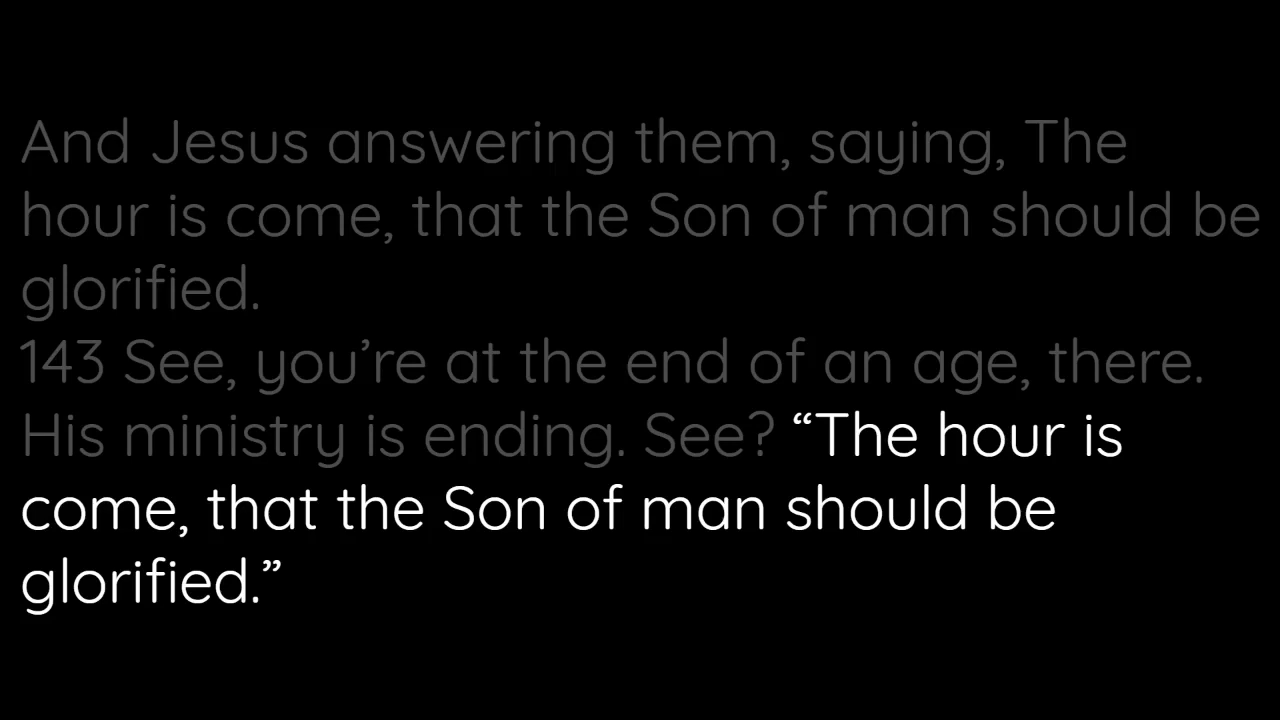 And Jesus answering them, saying, The
hour is come, that the Son of man should be
glorified.
143 See, you’re at the end of an age, there.
His ministry is ending. See? “The hour is
come, that the Son of man should be
glorified.”